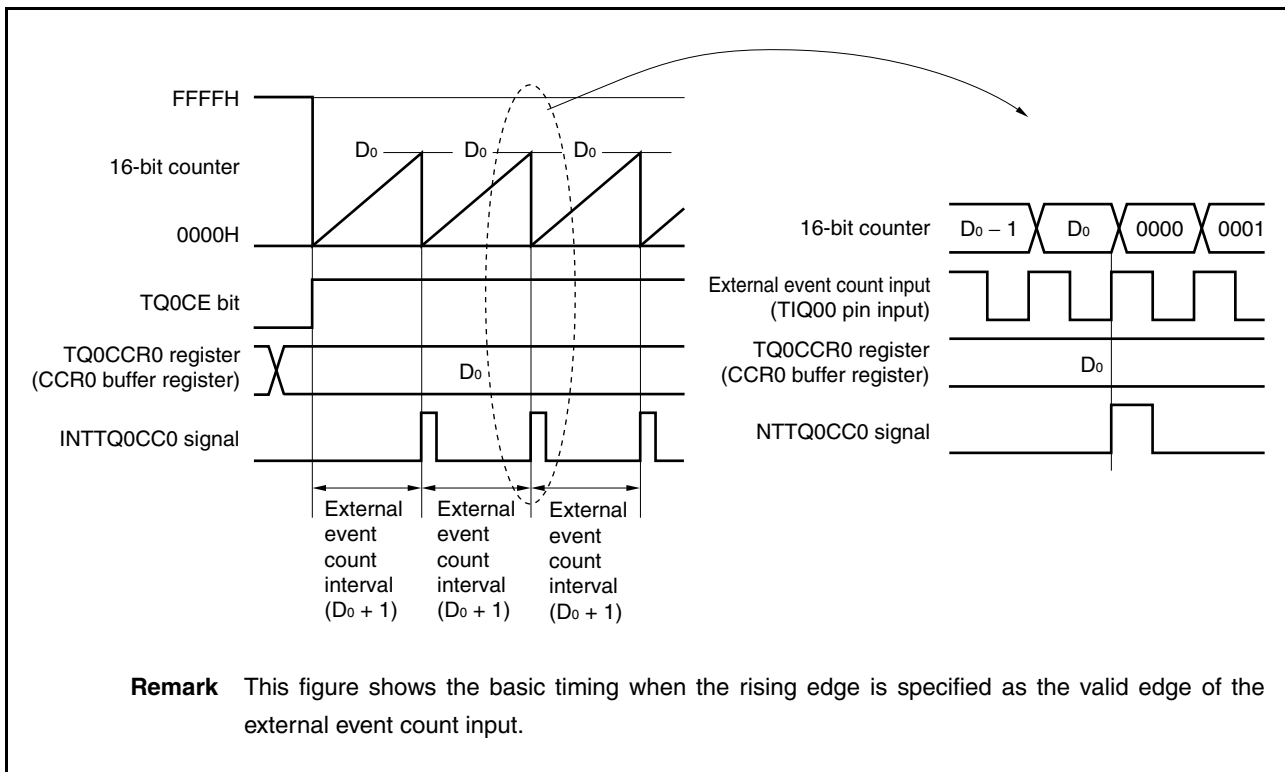 FFFFH
D0
D0
D0
16-bit counter
0000H
TQ0CE bit
TQ0CCR0 register
(CCR0 buffer register)
D0
INTTQ0CC0 signal
External
event
count
interval
(D0 + 1)
External
event
count
interval
(D0 + 1)
External
event
count
interval
(D0 + 1)
16-bit counter
D0 − 1
D0
0000
0001
External event count input
(TIQ00 pin input)
TQ0CCR0 register
(CCR0 buffer register)
D0
NTTQ0CC0 signal
Remark This figure shows the basic timing when the rising edge is specified as the valid edge of the
external event count input.